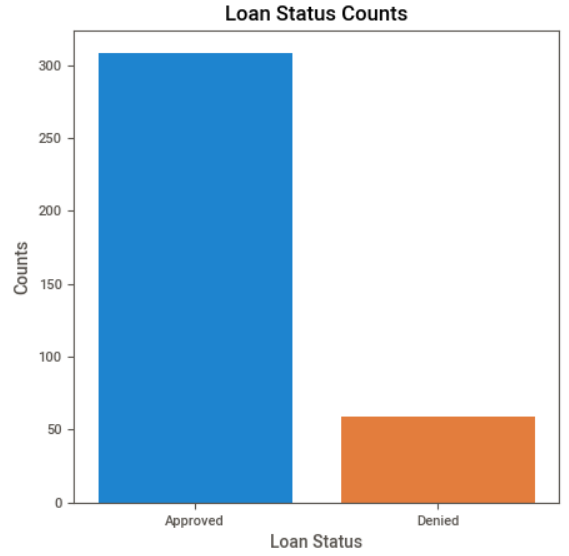 Loan Status Counts
300
250
200
150
100
50
0
Counts
Approved
Denied
Loan Status